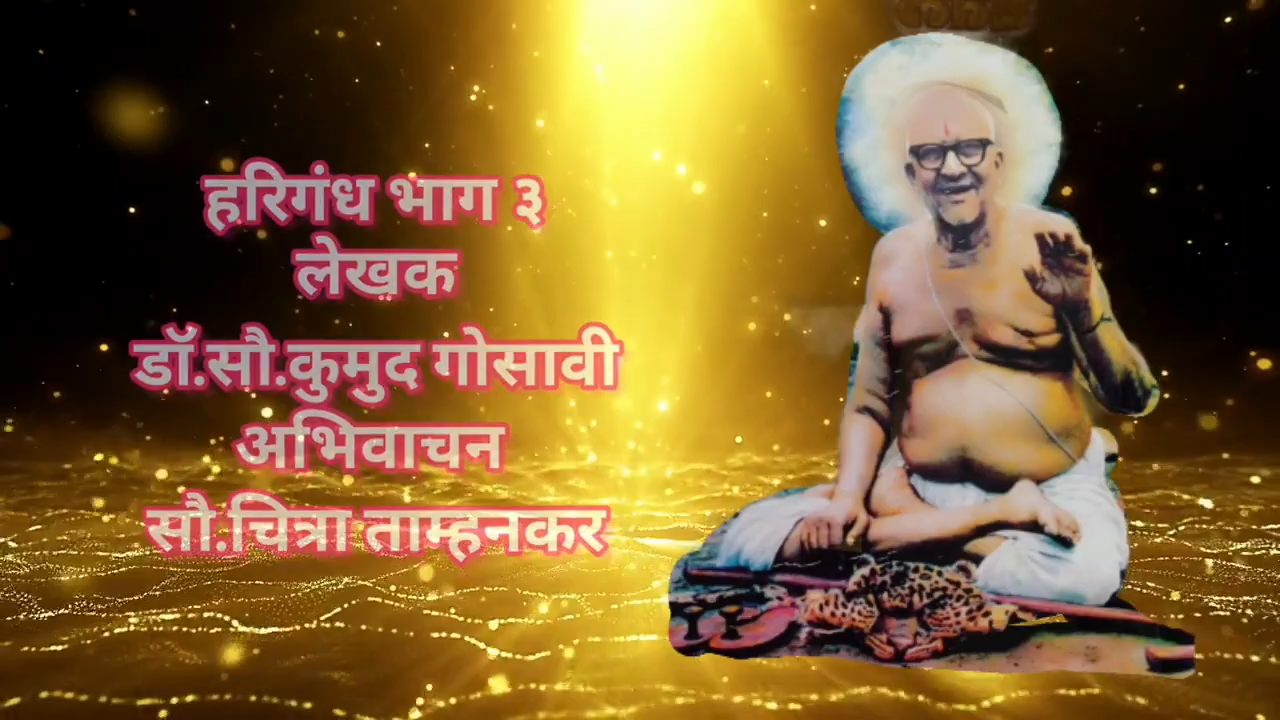 हरिगंध भाग ३
लेखक
डॉ.सौ.कुमुद गोसावी
अभिवाचन
सौ.चित्रा ताम्हनकर